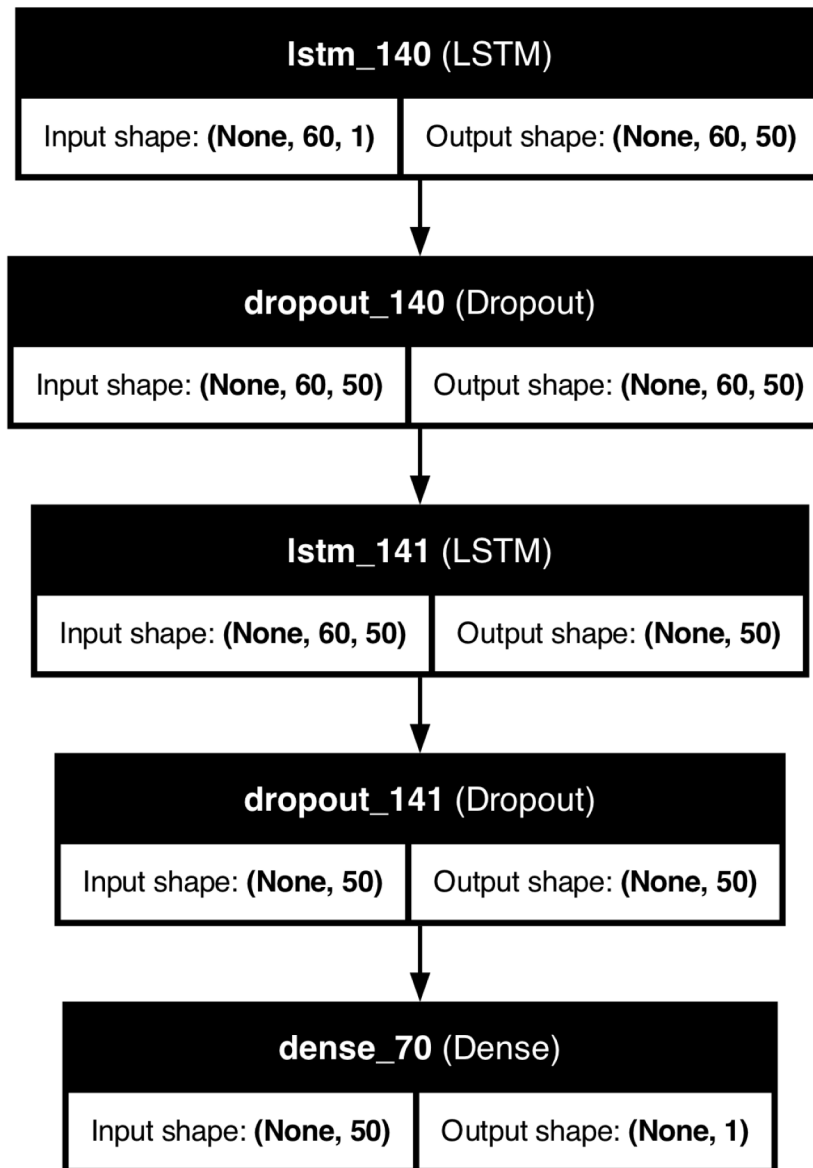 lstm_140 (LSTM)
Input shape: (None, 60, 1) Output shape: (None, 60, 50)
dropout_140 (Dropout)
Input shape: (None, 60, 50) Output shape: (None, 60, 50)
lstm_141 (LSTM)
Input shape: (None, 60, 50) Output shape: (None, 50)
dropout_141 (Dropout)
Input shape: (None, 50) Output shape: (None, 50)
dense_70 (Dense)
Input shape: (None, 50) Output shape: (None, 1)